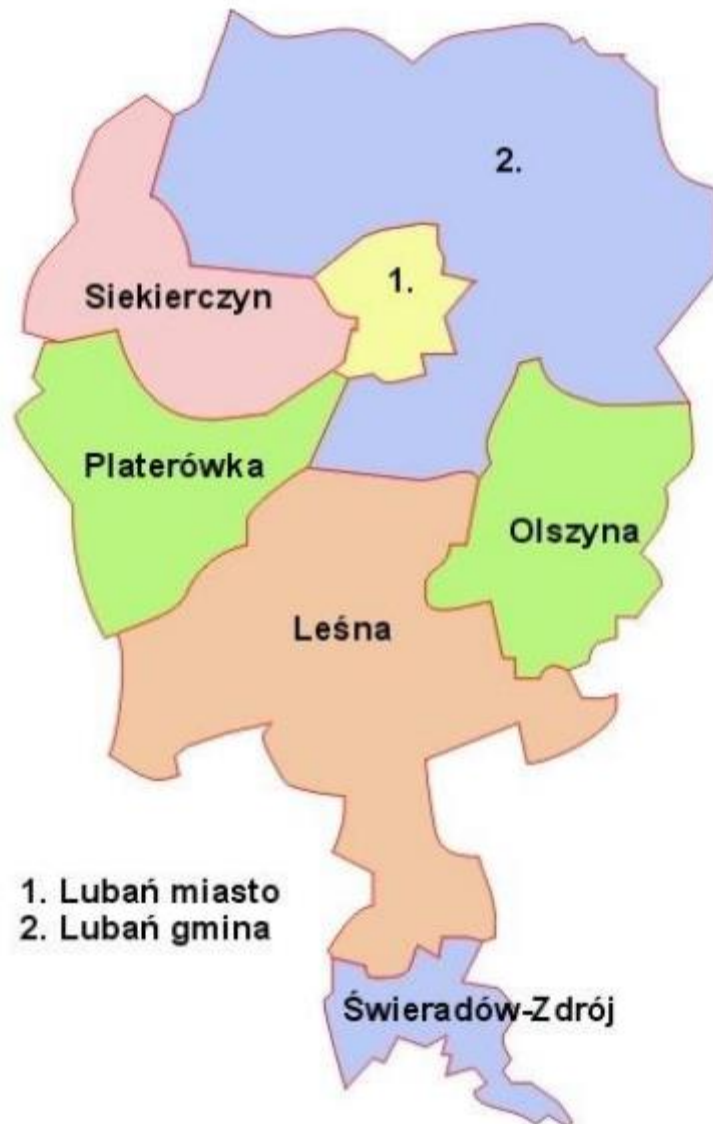 2.
1.
Siekierczyn
Platerówka
Olszyna
Leśna
1. Lubań miasto
2. Lubań gmina
Świeradów-Zdrój